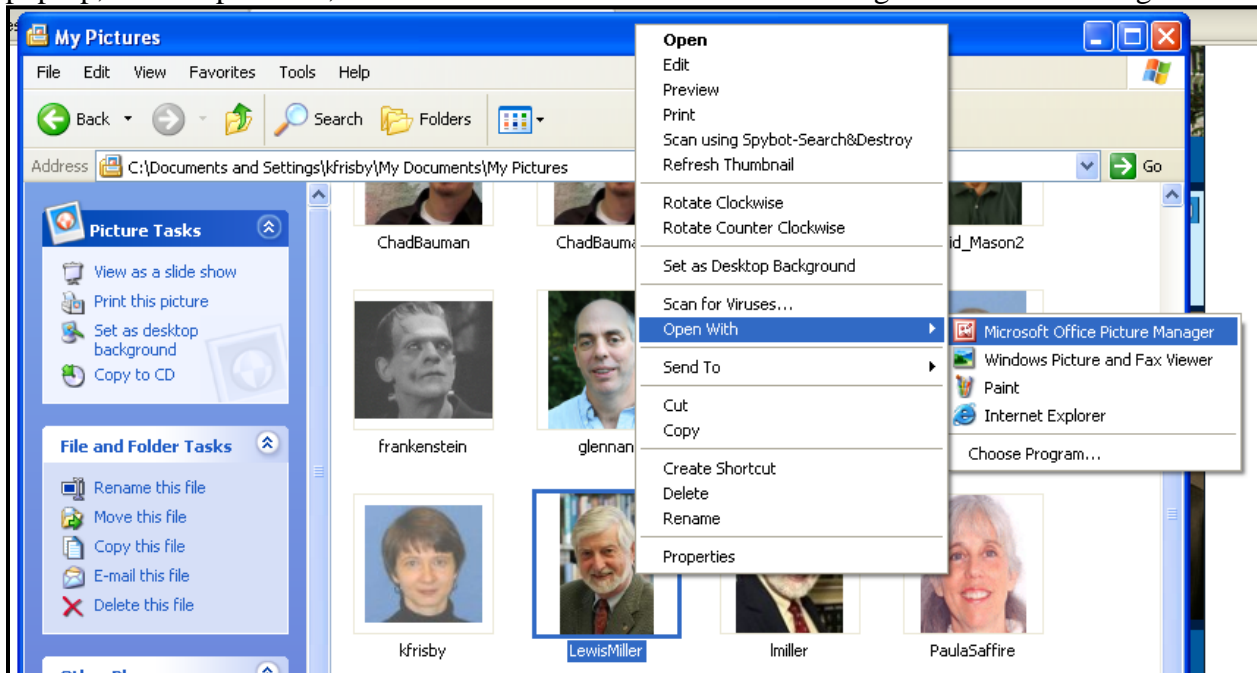 My Pictures
File Edit View Favorites Tools Help
Back Search Folders
Address C:\Documents and Settings\kfrisby\My Documents\My Pictures Go
Picture Tasks
View as a slide show
Print this picture
Set as desktop
background
Copy to CD
File and Folder Tasks
Rename this file
Move this file
Copy this file
E-mail this file
Delete this file
ChadBauman
ChadBauma
id_Mason2
frankenstein
glennan
kfrisby
LewisMiller
lmiller
PaulaSaffire
Open
Edit
Preview
Print
Scan using Spybot-Search&Destroy
Refresh Thumbnail
Rotate Clockwise
Rotate Counter Clockwise
Set as Desktop Background
Scan for Viruses...
Open With
Send To
Cut
Copy
Create Shortcut
Delete
Rename
Properties
Microsoft Office Picture Manager
Windows Picture and Fax Viewer
Paint
Internet Explorer
Choose Program...